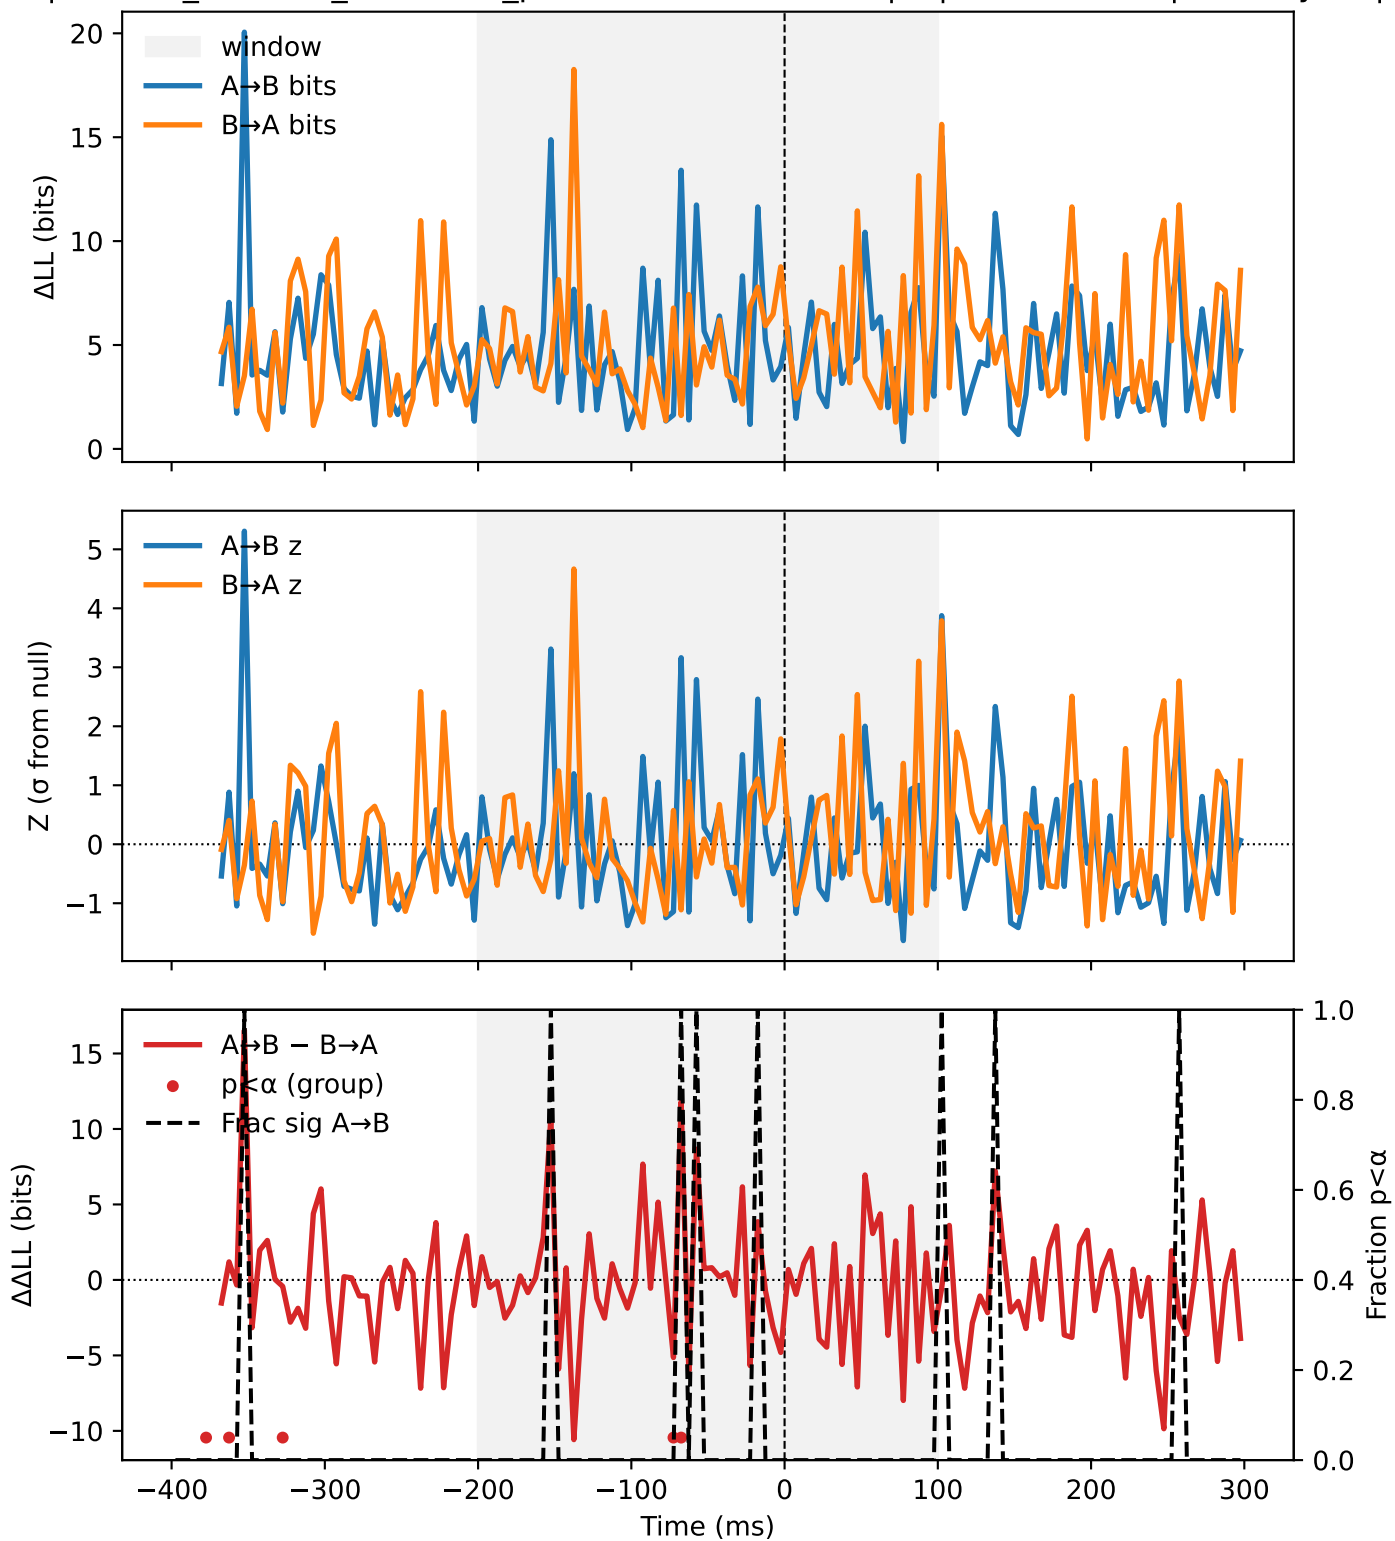 20
15
10
5
0
ΔLL (bits)
window
A→B bits
B→A bits
5
4
3
2
1
0
−1
Z (σ from null)
A→B z
B→A z
15
10
5
0
−5
−10
ΔΔLL (bits)
A→B − B→A
p<α (group)
Frac sig A→B
1.0
0.8
0.6
0.4
0.2
0.0
Fraction p<α
−400 −300 −200 −100 0 100 200 300
Time (ms)